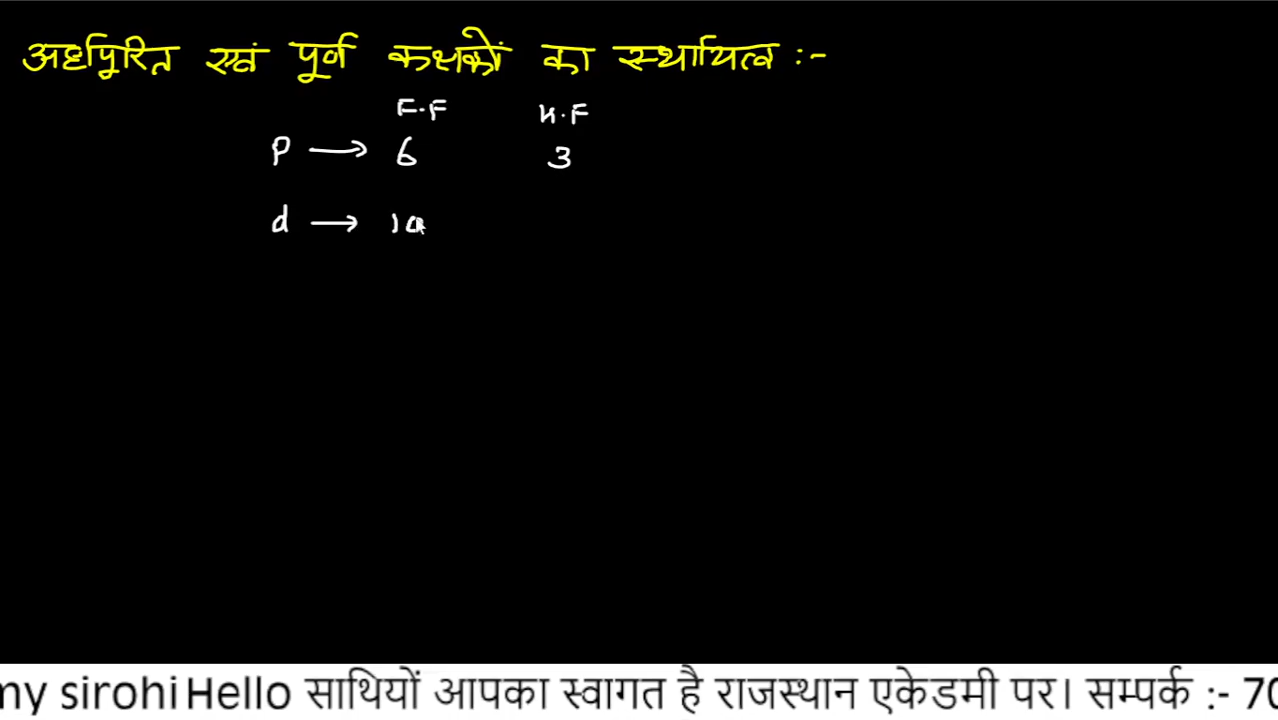 अर्धपूरित एवं पूर्ण कक्षकों का स्थायित्व :-
F.F H.F
P → 6 3
d → 10
my sirohi Hello साथियों आपका स्वागत है राजस्थान एकेडमी पर। सम्पर्क :- 70